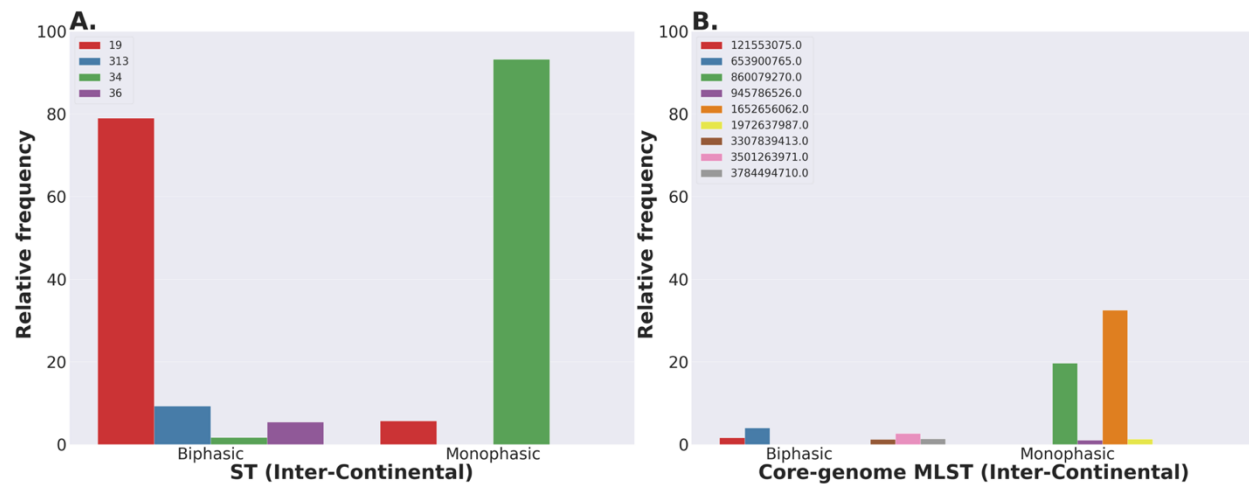 A.
100
80
60
40
20
0
Relative frequency
19
313
34
36
Biphasic
Monophasic
ST (Inter-Continental)
B.
100
80
60
40
20
0
Relative frequency
121553075.0
653900765.0
860079270.0
945786526.0
1652656062.0
1972637987.0
3307839413.0
3501263971.0
3784494710.0
Biphasic
Monophasic
Core-genome MLST (Inter-Continental)